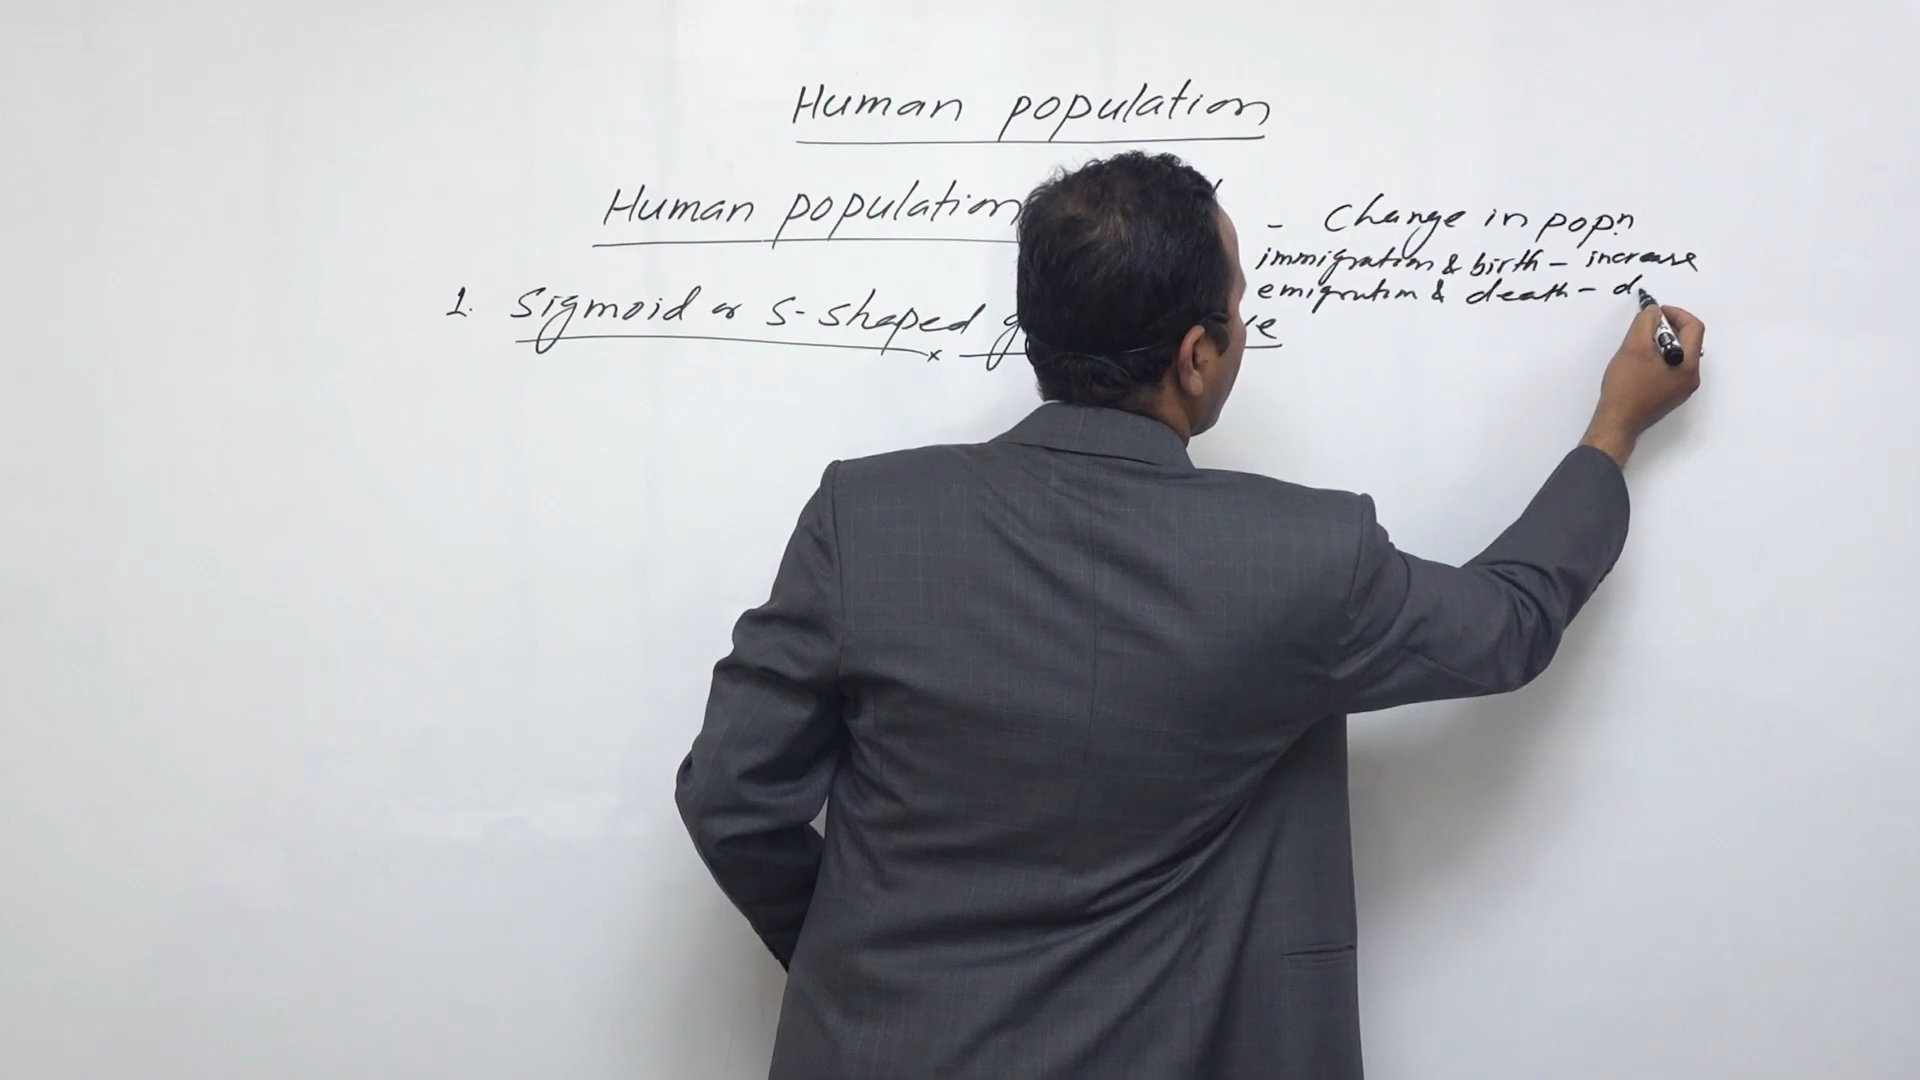 Human population
Human population
- Change in popn
immigration & birth - increase
emigration & death - d
1. Sigmoid or S-shaped